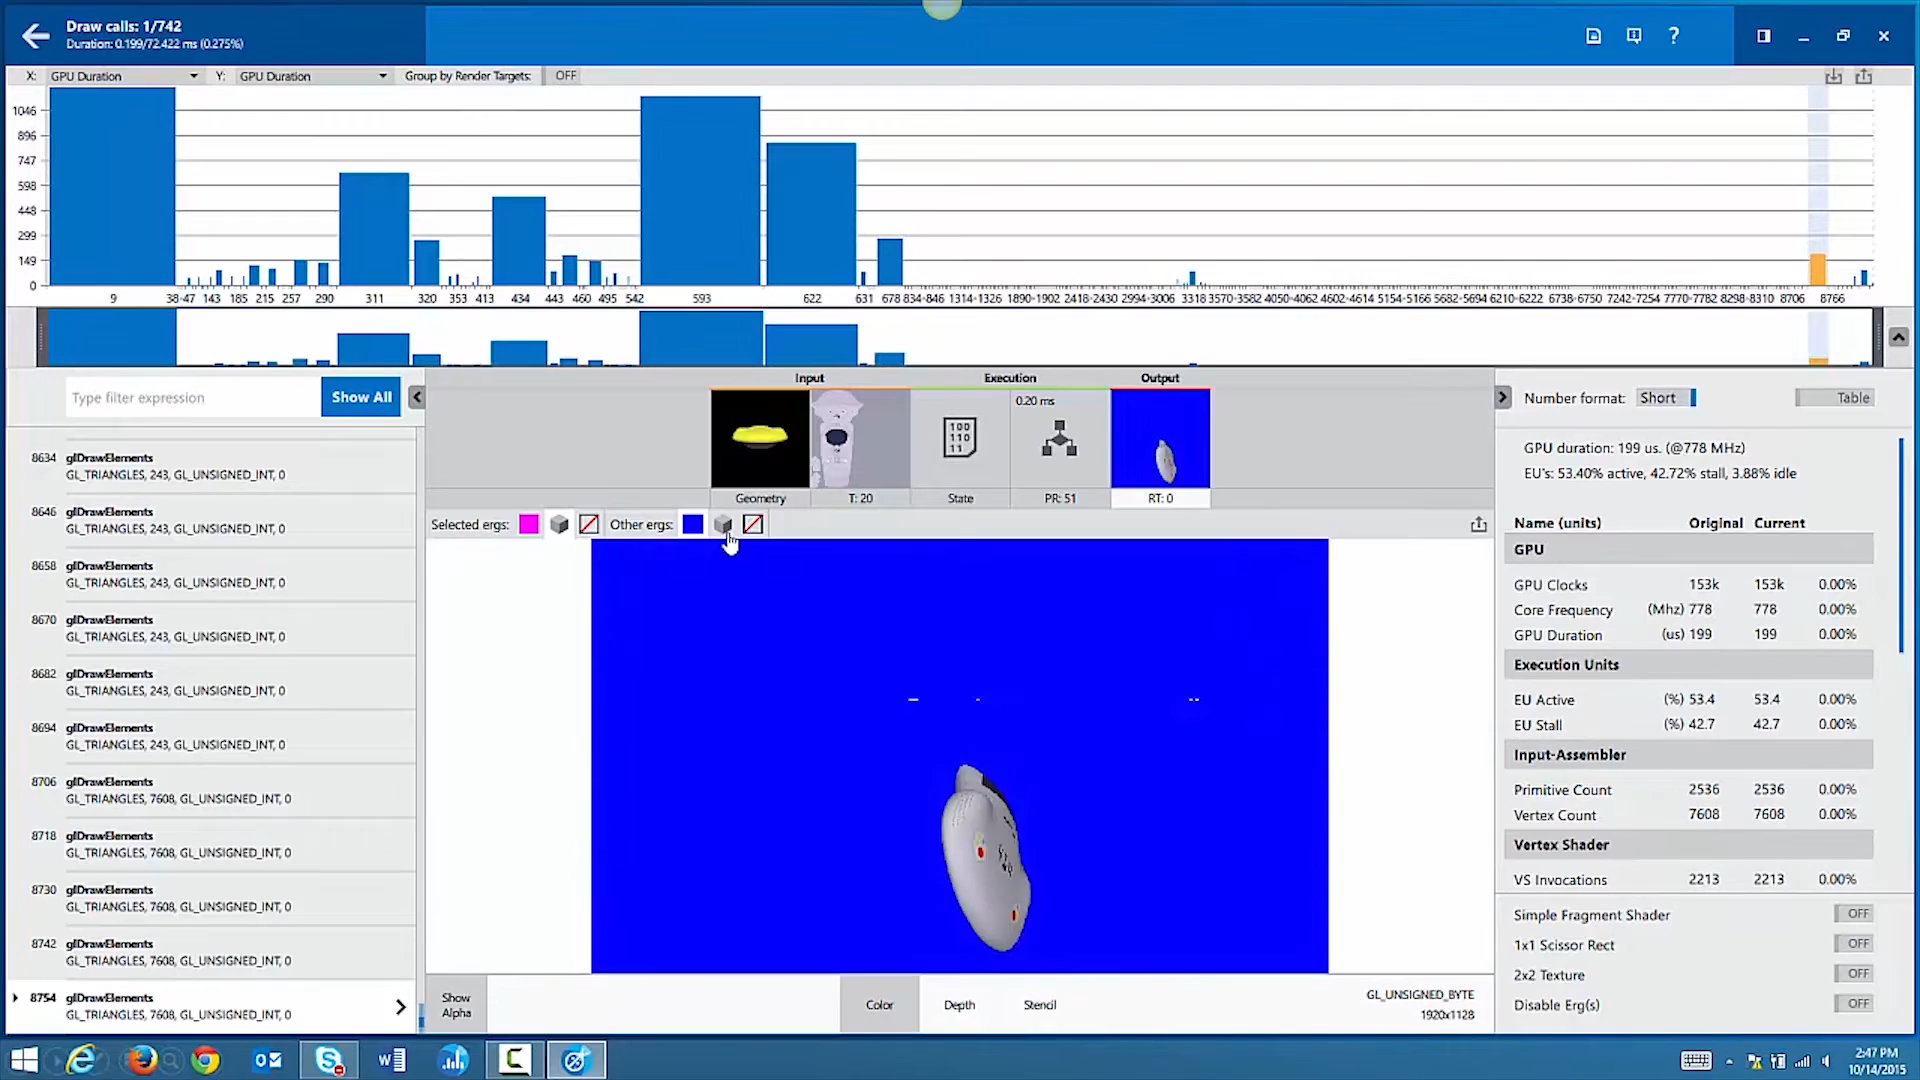 Draw calls: 1/742
Duration: 0.199/72.422 ms (0.275%)
X: GPU Duration Y: GPU Duration Group by Render Targets: OFF
1046
896
747
598
448
299
149
0
9 38-47 143 185 215 257 290 311 320 353 413 434 443 460 495 542 593 622 631 678 834-846 1314-1326 1890-1902 2418-2430 2994-3006 3318 3570-3582 4050-4062 4602-4614 5154-5166 5682-5694 6210-6222 6738-6750 7242-7254 7770-7782 8298-8310 8706 8766
Type filter expression Show All
8634 glDrawElements
GL_TRIANGLES, 243, GL_UNSIGNED_INT, 0
8646 glDrawElements
GL_TRIANGLES, 243, GL_UNSIGNED_INT, 0
8658 glDrawElements
GL_TRIANGLES, 243, GL_UNSIGNED_INT, 0
8670 glDrawElements
GL_TRIANGLES, 243, GL_UNSIGNED_INT, 0
8682 glDrawElements
GL_TRIANGLES, 243, GL_UNSIGNED_INT, 0
8694 glDrawElements
GL_TRIANGLES, 243, GL_UNSIGNED_INT, 0
8706 glDrawElements
GL_TRIANGLES, 7608, GL_UNSIGNED_INT, 0
8718 glDrawElements
GL_TRIANGLES, 7608, GL_UNSIGNED_INT, 0
8730 glDrawElements
GL_TRIANGLES, 7608, GL_UNSIGNED_INT, 0
8742 glDrawElements
GL_TRIANGLES, 7608, GL_UNSIGNED_INT, 0
8754 glDrawElements
GL_TRIANGLES, 7608, GL_UNSIGNED_INT, 0
Input Execution Output
0.20 ms
100
110
11
Geometry T: 20 State PR: 51 RT: 0
Selected ergs: Other ergs:
Show
Alpha
Color Depth Stencil
GL_UNSIGNED_BYTE
1920x1128
Number format: Short Table
GPU duration: 199 us. (@778 MHz)
EU's: 53.40% active, 42.72% stall, 3.88% idle
Name (units) Original Current
GPU
GPU Clocks 153k 153k 0.00%
Core Frequency (Mhz) 778 778 0.00%
GPU Duration (us) 199 199 0.00%
Execution Units
EU Active (%) 53.4 53.4 0.00%
EU Stall (%) 42.7 42.7 0.00%
Input-Assembler
Primitive Count 2536 2536 0.00%
Vertex Count 7608 7608 0.00%
Vertex Shader
VS Invocations 2213 2213 0.00%
Simple Fragment Shader OFF
1x1 Scissor Rect OFF
2x2 Texture OFF
Disable Erg(s) OFF
2:47 PM
10/14/2015